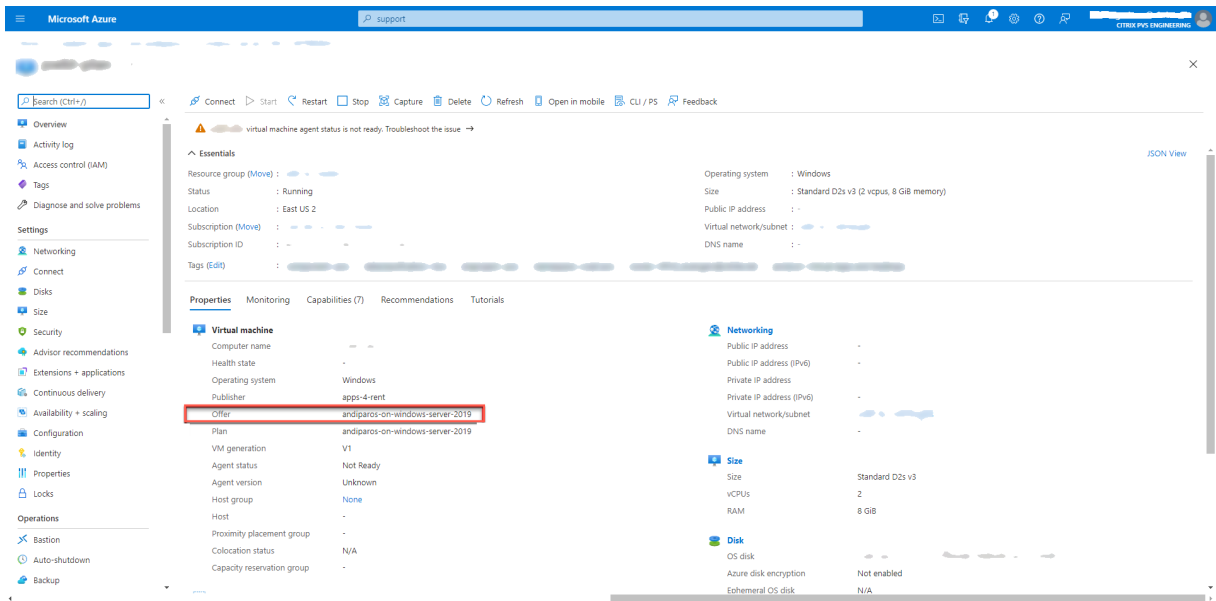 Microsoft Azure
support
1
CITRIX PVS ENGINEERING
Search (Ctrl+/)
«
Connect
Start
Restart
Stop
Capture
Delete
Refresh
Open in mobile
CLI / PS
Feedback
virtual machine agent status is not ready. Troubleshoot the issue →
Overview
Activity log
Access control (IAM)
Tags
Diagnose and solve problems
Settings
Networking
Connect
Disks
Size
Security
Advisor recommendations
Extensions + applications
Continuous delivery
Availability + scaling
Configuration
Identity
Properties
Locks
Operations
Bastion
Auto-shutdown
Backup
Essentials
JSON View
Resource group (Move) :
Status : Running
Location : East US 2
Subscription (Move) :
Subscription ID :
Tags (Edit) :
Operating system : Windows
Size : Standard D2s v3 (2 vcpus, 8 GiB memory)
Public IP address : -
Virtual network/subnet :
DNS name : -
Properties
Monitoring
Capabilities (7)
Recommendations
Tutorials
Virtual machine
Computer name
Health state -
Operating system Windows
Publisher apps-4-rent
Offer andiparos-on-windows-server-2019
Plan andiparos-on-windows-server-2019
VM generation V1
Agent status Not Ready
Agent version Unknown
Host group None
Host -
Proximity placement group -
Colocation status N/A
Capacity reservation group -
Networking
Public IP address -
Public IP address (IPv6) -
Private IP address
Private IP address (IPv6) -
Virtual network/subnet
DNS name -
Size
Size Standard D2s v3
vCPUs 2
RAM 8 GiB
Disk
OS disk
Azure disk encryption Not enabled
Ephemeral OS disk N/A